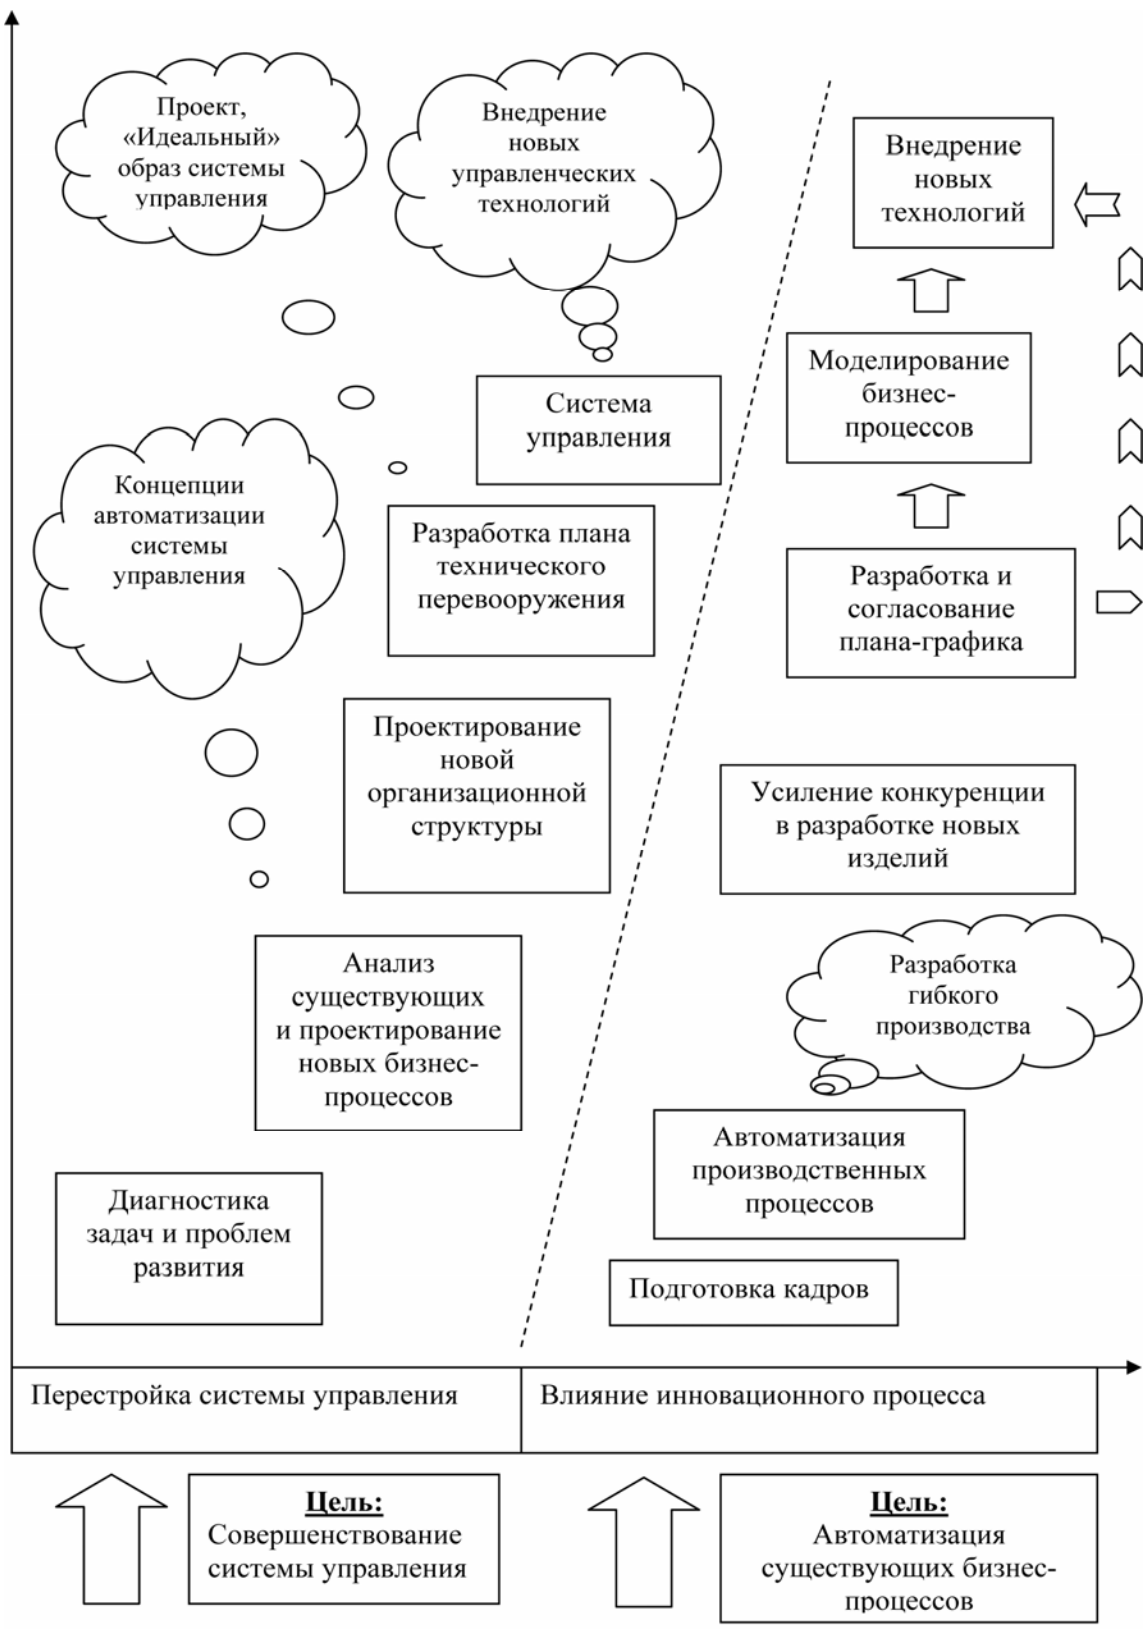 Проект,
«Идеальный»
образ системы
управления
Внедрение
новых
управленческих
технологий
Внедрение
новых
технологий
Моделирование
бизнес-
процессов
Система
управления
Концепции
автоматизации
системы
управления
Разработка плана
технического
перевооружения
Разработка и
согласование
плана-графика
Проектирование
новой
организационной
структуры
Усиление конкуренции
в разработке новых
изделий
Анализ
существующих
и проектирование
новых бизнес-
процессов
Разработка
гибкого
производства
Автоматизация
производственных
процессов
Диагностика
задач и проблем
развития
Подготовка кадров
Перестройка системы управления
Влияние инновационного процесса
Цель:
Совершенствование
системы управления
Цель:
Автоматизация
существующих бизнес-
процессов